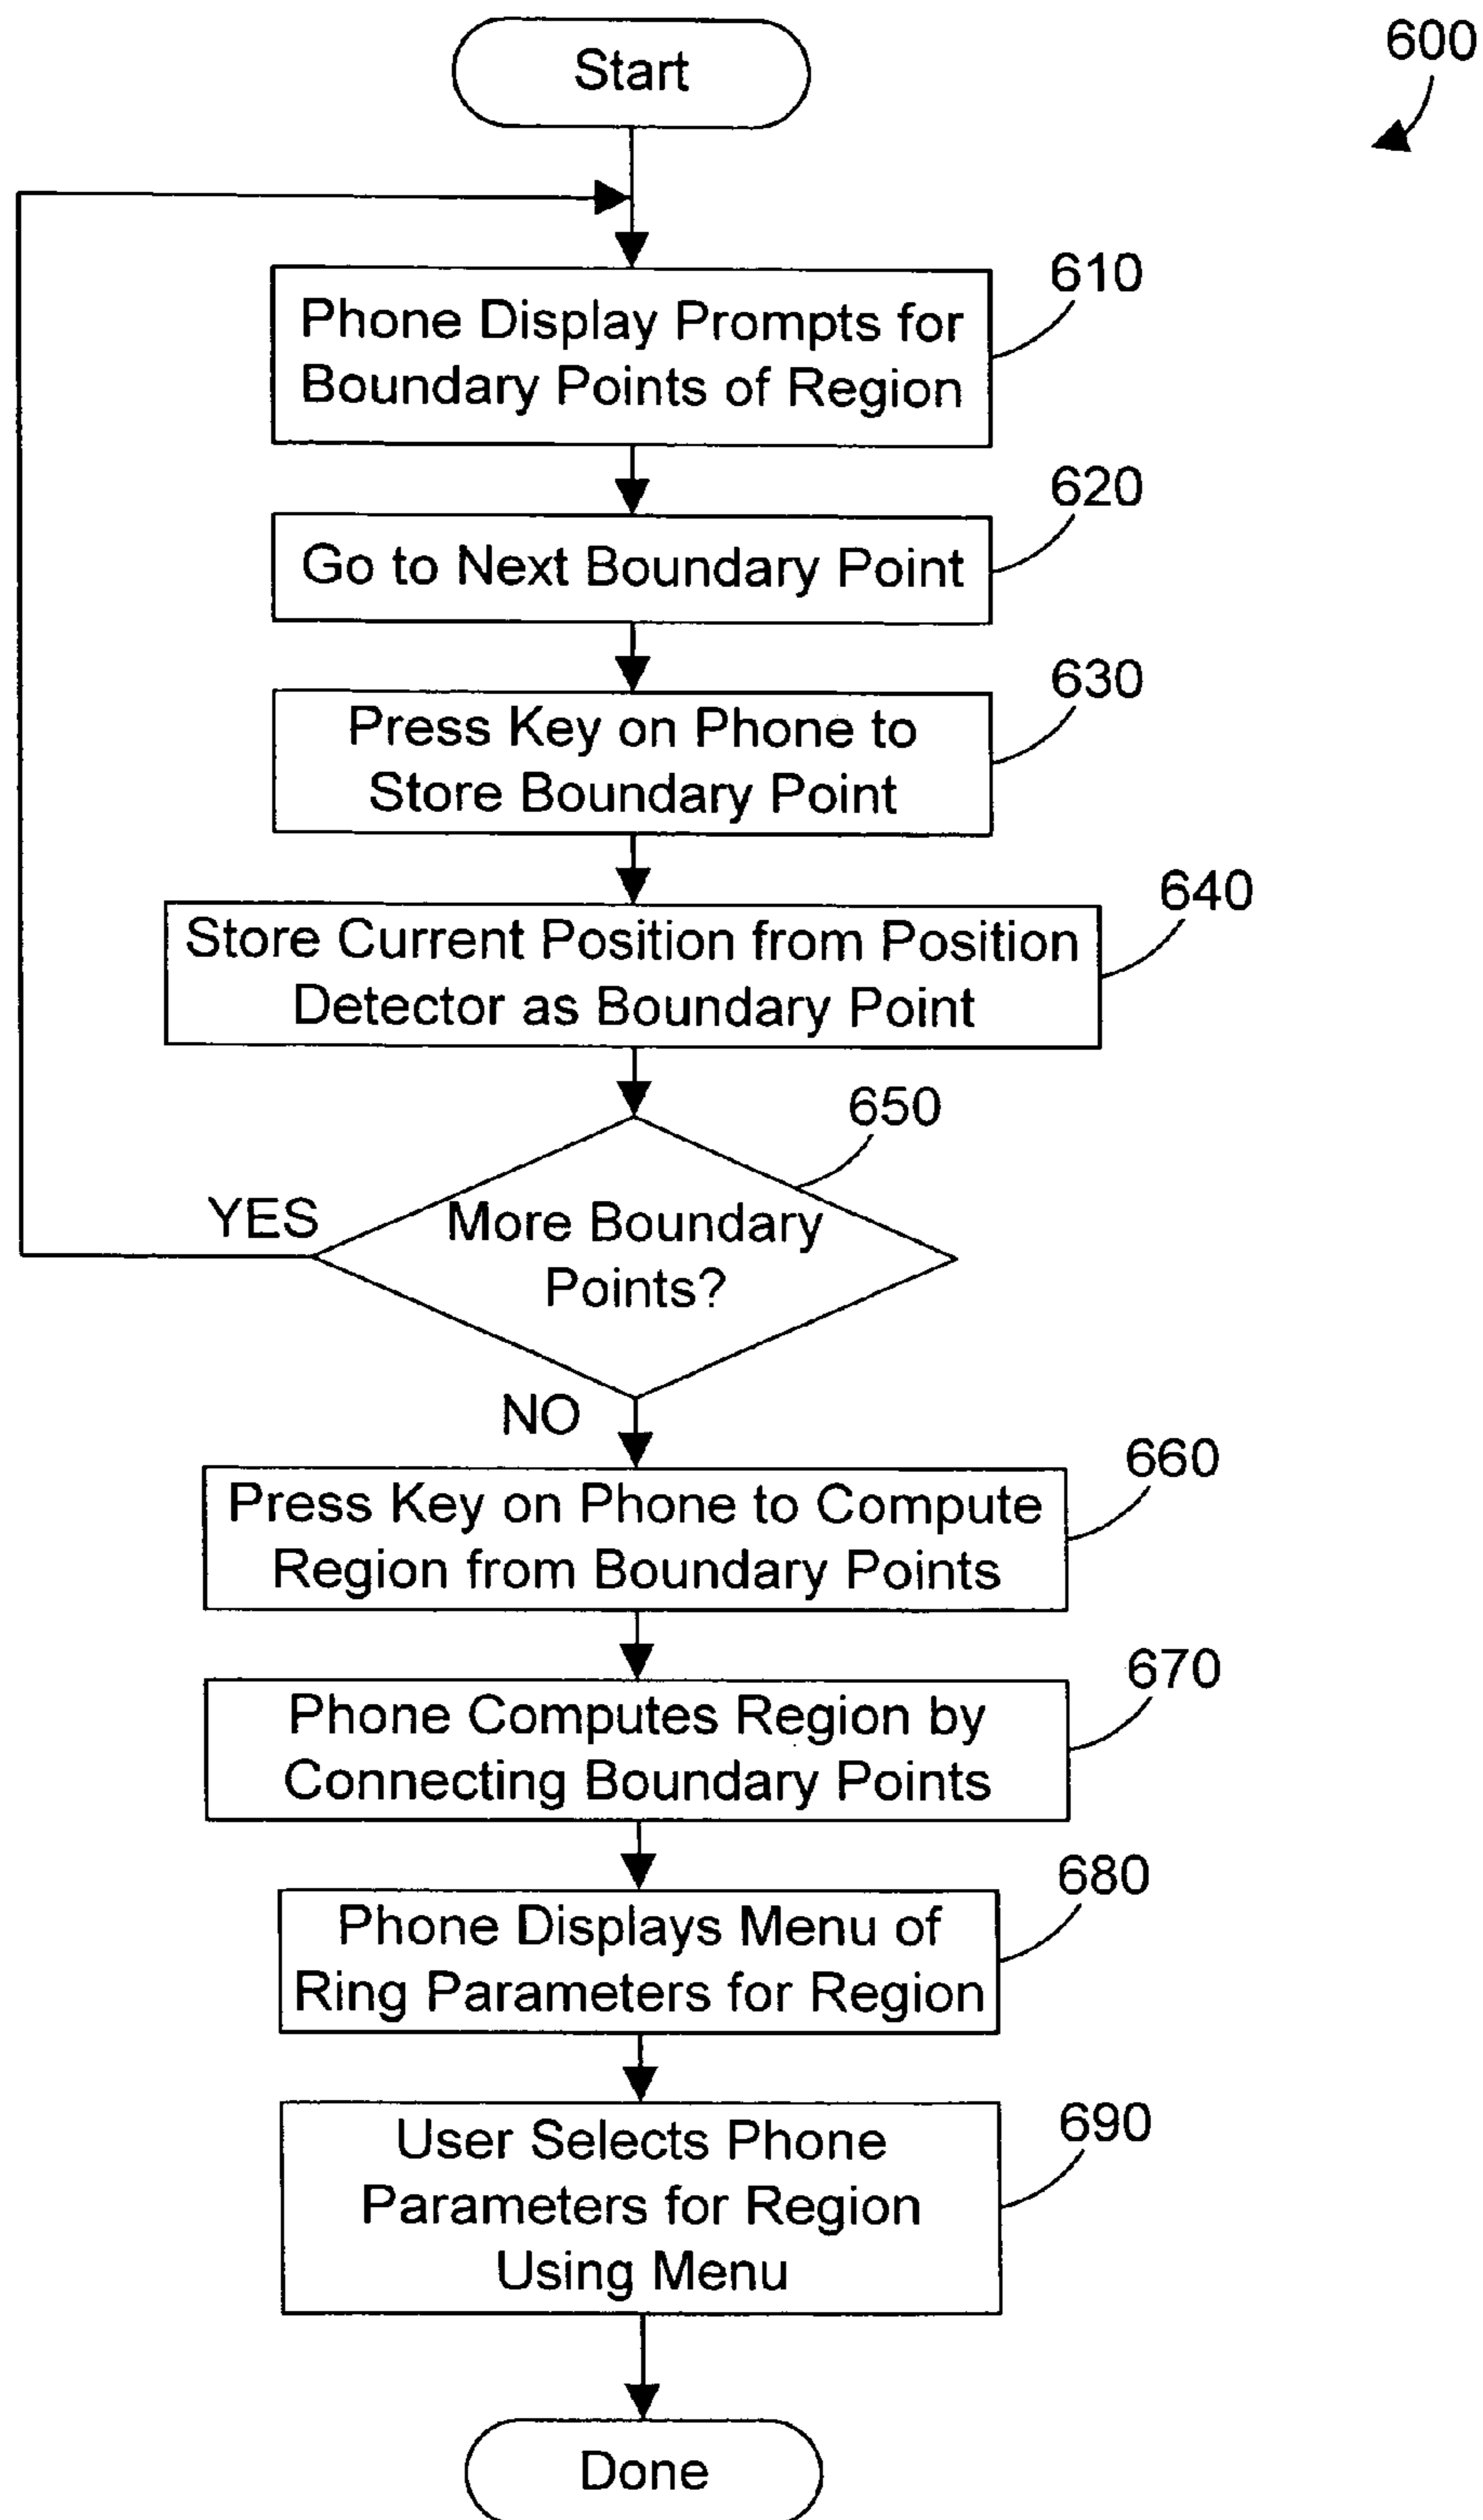 Start
600
Phone Display Prompts for
Boundary Points of Region
610
Go to Next Boundary Point
620
Press Key on Phone to
Store Boundary Point
630
Store Current Position from Position
Detector as Boundary Point
640
More Boundary
Points?
650
YES
NO
Press Key on Phone to Compute
Region from Boundary Points
660
Phone Computes Region by
Connecting Boundary Points
670
Phone Displays Menu of
Ring Parameters for Region
680
User Selects Phone
Parameters for Region
Using Menu
690
Done